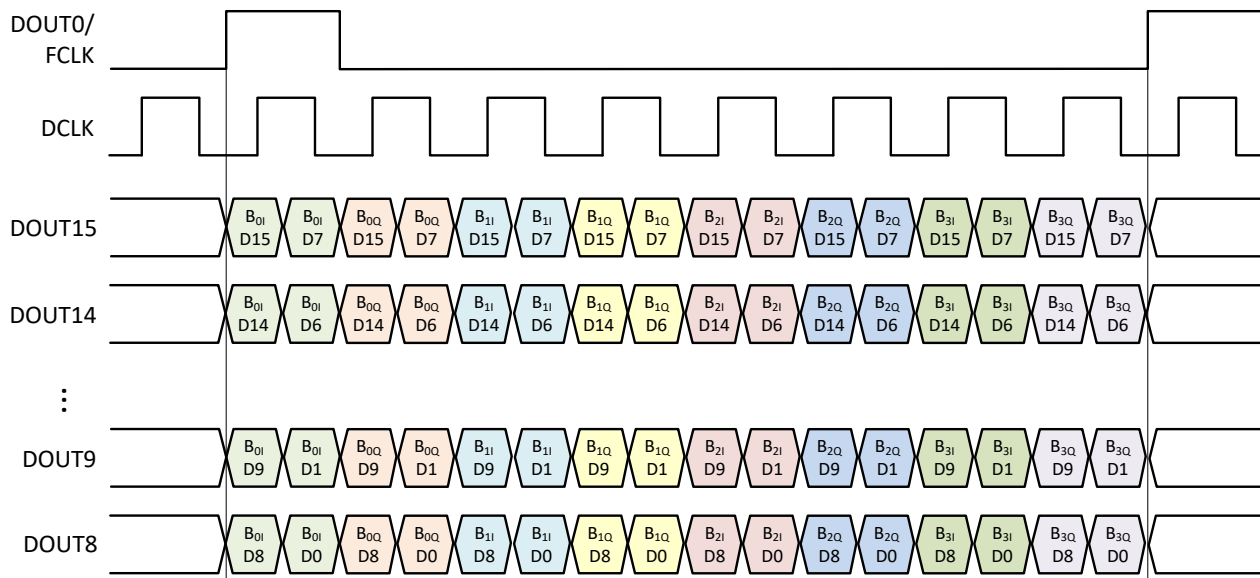 DOUT0/
FCLK
DCLK
DOUT15
B0I B0I B0Q B0Q B1I B1I B1Q B1Q B2I B2I B2Q B2Q B3I B3I B3Q B3Q
D15 D7 D15 D7 D15 D7 D15 D7 D15 D7 D15 D7 D15 D7 D15 D7
DOUT14
B0I B0I B0Q B0Q B1I B1I B1Q B1Q B2I B2I B2Q B2Q B3I B3I B3Q B3Q
D14 D6 D14 D6 D14 D6 D14 D6 D14 D6 D14 D6 D14 D6 D14 D6
⋮
DOUT9
B0I B0I B0Q B0Q B1I B1I B1Q B1Q B2I B2I B2Q B2Q B3I B3I B3Q B3Q
D9 D1 D9 D1 D9 D1 D9 D1 D9 D1 D9 D1 D9 D1 D9 D1
DOUT8
B0I B0I B0Q B0Q B1I B1I B1Q B1Q B2I B2I B2Q B2Q B3I B3I B3Q B3Q
D8 D0 D8 D0 D8 D0 D8 D0 D8 D0 D8 D0 D8 D0 D8 D0